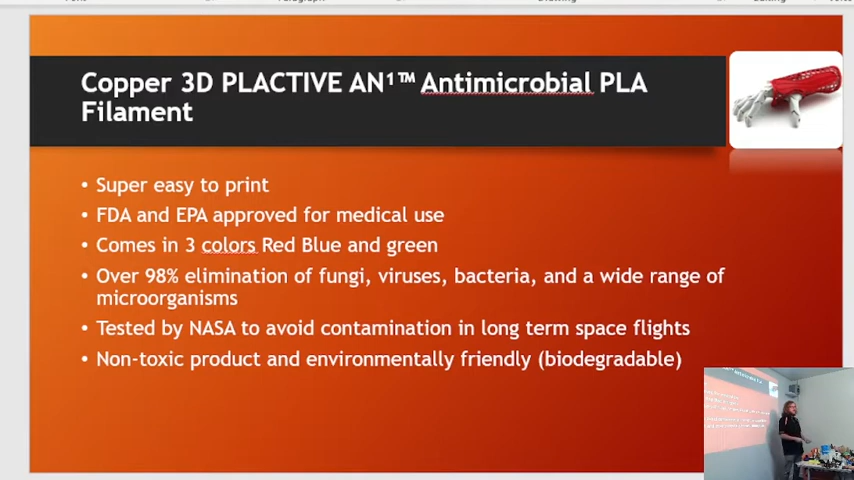 Copper 3D PLACTIVE AN¹™ Antimicrobial PLA
Filament
• Super easy to print
• FDA and EPA approved for medical use
• Comes in 3 colors Red Blue and green
• Over 98% elimination of fungi, viruses, bacteria, and a wide range of
microorganisms
• Tested by NASA to avoid contamination in long term space flights
• Non-toxic product and environmentally friendly (biodegradable)